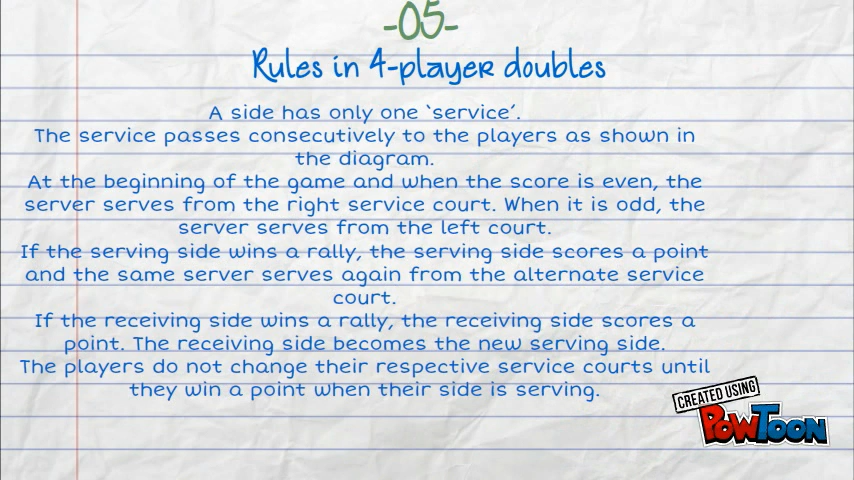 -05-
Rules in 4-player doubles
A side has only one `service´.
The service passes consecutively to the players as shown in
the diagram.
At the beginning of the game and when the score is even, the
server serves from the right service court. When it is odd, the
server serves from the left court.
If the serving side wins a rally, the serving side scores a point
and the same server serves again from the alternate service
court.
If the receiving side wins a rally, the receiving side scores a
point. The receiving side becomes the new serving side.
The players do not change their respective service courts until
they win a point when their side is serving.
CREATED USING
POWTOON